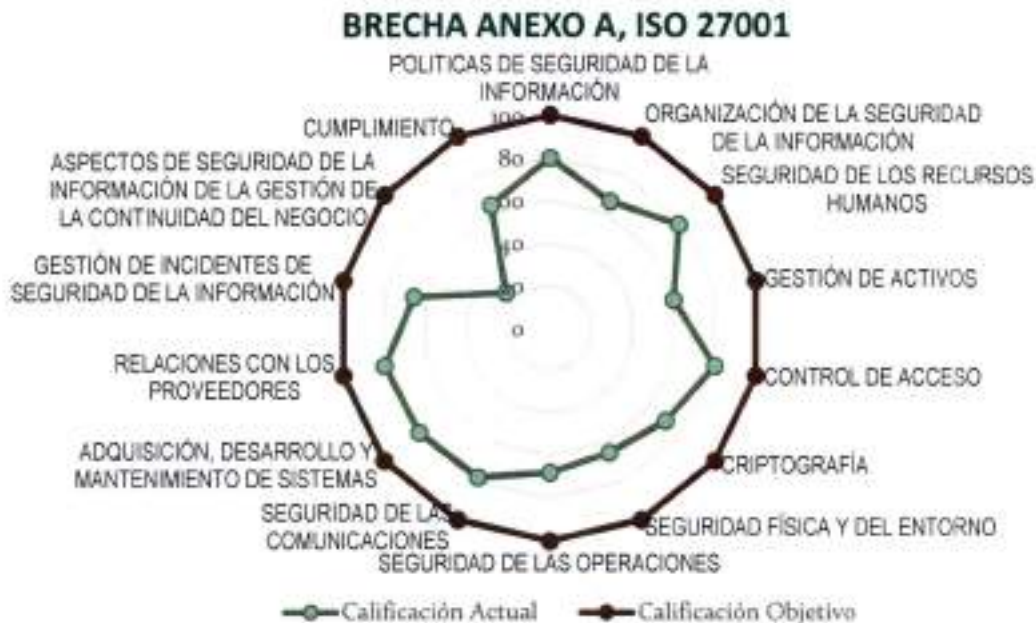 BRECHA ANEXO A, ISO 27001
POLITICAS DE SEGURIDAD DE LA
INFORMACIÓN
ORGANIZACIÓN DE LA SEGURIDAD
DE LA INFORMACIÓN
SEGURIDAD DE LOS RECURSOS
HUMANOS
GESTIÓN DE ACTIVOS
CONTROL DE ACCESO
CRIPTOGRAFÍA
SEGURIDAD FÍSICA Y DEL ENTORNO
SEGURIDAD DE LAS OPERACIONES
SEGURIDAD DE LAS
COMUNICACIONES
ADQUISICIÓN, DESARROLLO Y
MANTENIMIENTO DE SISTEMAS
RELACIONES CON LOS
PROVEEDORES
GESTIÓN DE INCIDENTES DE
SEGURIDAD DE LA INFORMACIÓN
ASPECTOS DE SEGURIDAD DE LA
INFORMACIÓN DE LA GESTIÓN DE
LA CONTINUIDAD DEL NEGOCIO
CUMPLIMIENTO
100
80
60
40
0
Calificación Actual
Calificación Objetivo